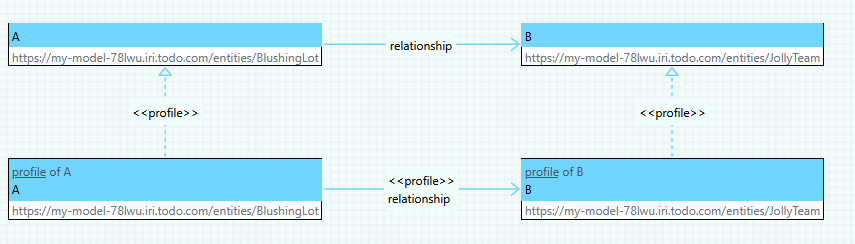 A
https://my-model-78lwu.iri.todo.com/entities/BlushingLot
relationship
B
https://my-model-78lwu.iri.todo.com/entities/JollyTeam
<<profile>>
<<profile>>
profile of A
A
https://my-model-78lwu.iri.todo.com/entities/BlushingLot
<<profile>>
relationship
profile of B
B
https://my-model-78lwu.iri.todo.com/entities/JollyTeam